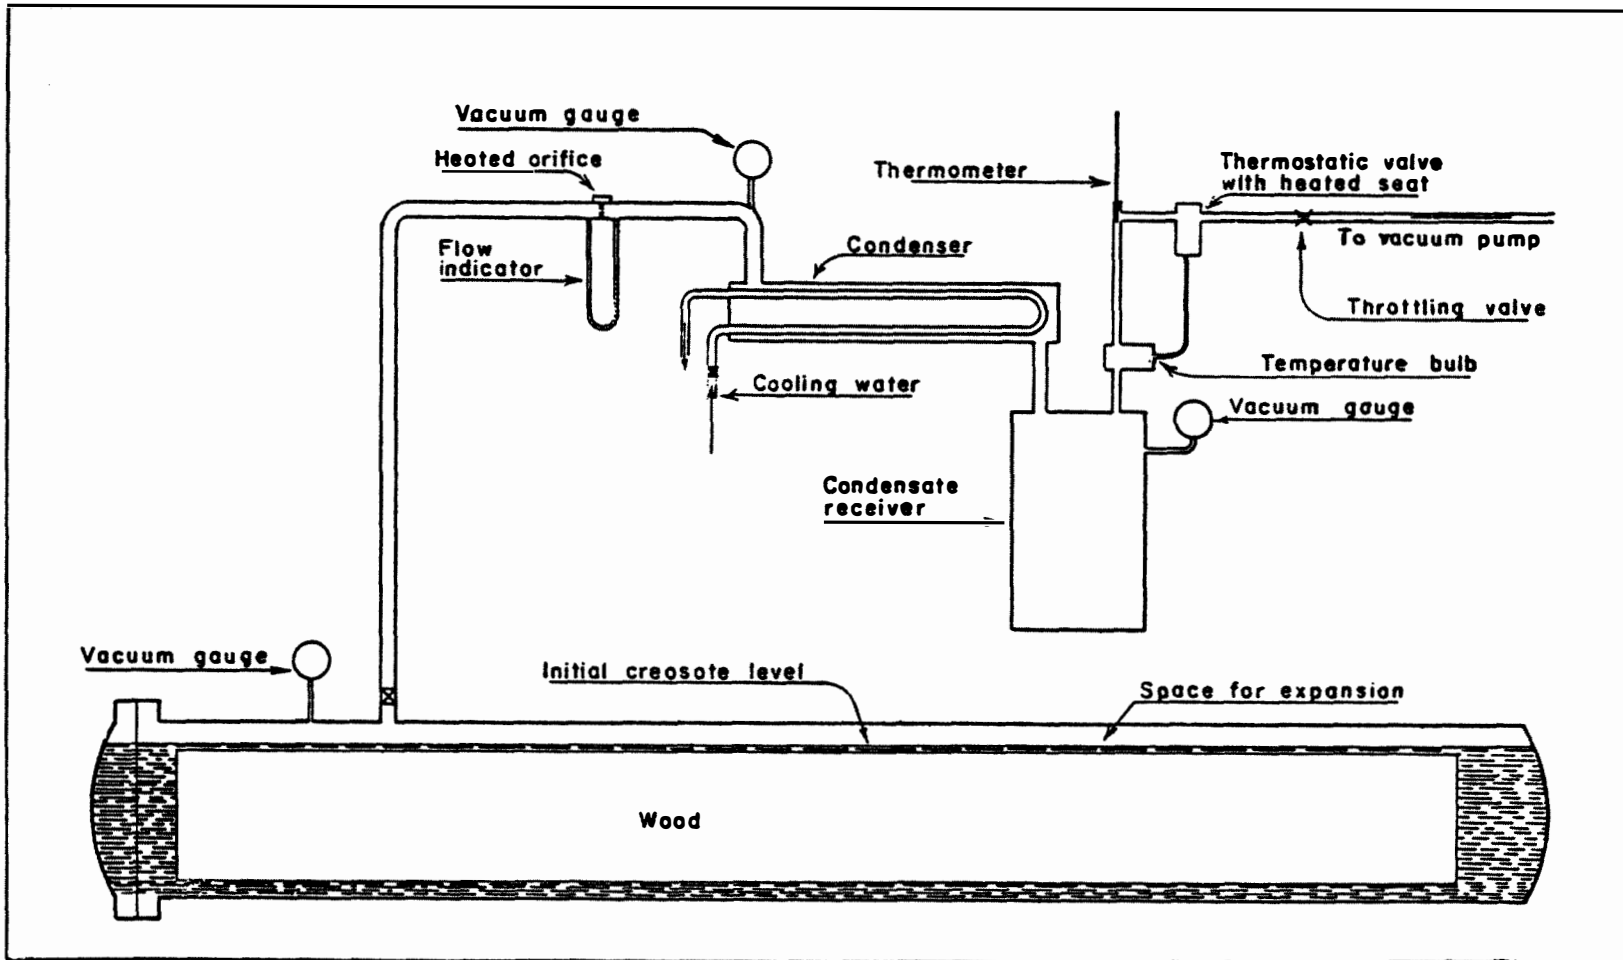 Vacuum gauge
Heated orifice
Thermometer
Thermostatic valve
with heated seat
Flow
indicator
Condenser
To vacuum pump
Throttling valve
Temperature bulb
Cooling water
Vacuum gauge
Condensate
receiver
Vacuum gauge
Initial creosote level
Space for expansion
Wood